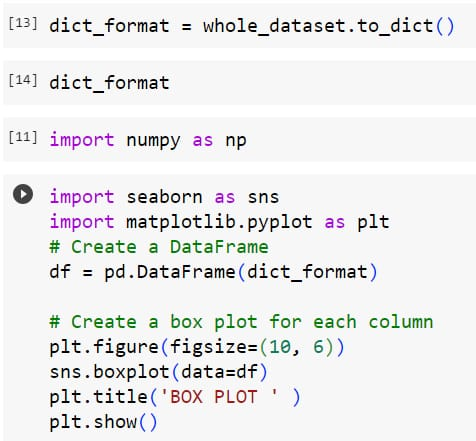 [13] dict_format = whole_dataset.to_dict()
[14] dict_format
[11] import numpy as np
import seaborn as sns
import matplotlib.pyplot as plt
# Create a DataFrame
df = pd.DataFrame(dict_format)
# Create a box plot for each column
plt.figure(figsize=(10, 6))
sns.boxplot(data=df)
plt.title('BOX PLOT ' )
plt.show()